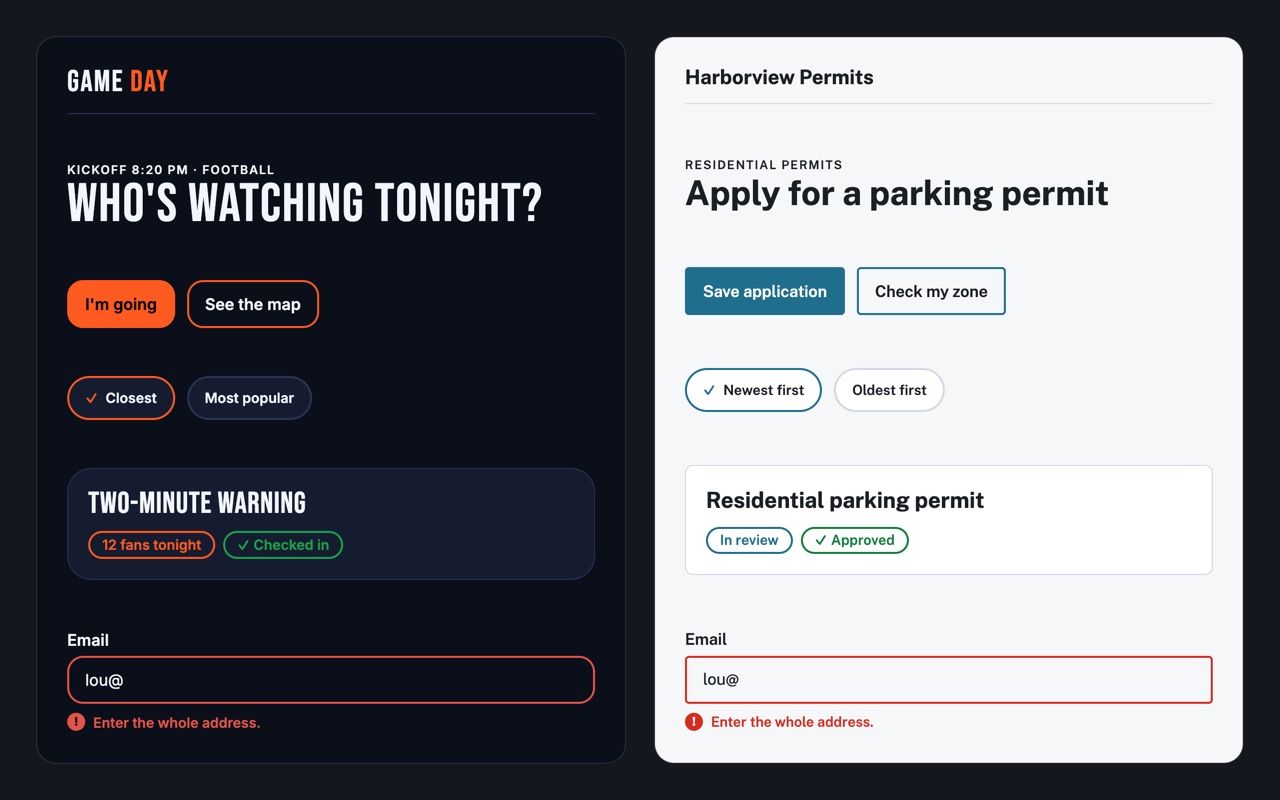 GAME DAY
KICKOFF 8:20 PM · FOOTBALL
WHO'S WATCHING TONIGHT?
I'm going
See the map
✓ Closest
Most popular
TWO-MINUTE WARNING
12 fans tonight
✓ Checked in
Email
lou@
! Enter the whole address.
Harborview Permits
RESIDENTIAL PERMITS
Apply for a parking permit
Save application
Check my zone
✓ Newest first
Oldest first
Residential parking permit
In review
✓ Approved
Email
lou@
! Enter the whole address.